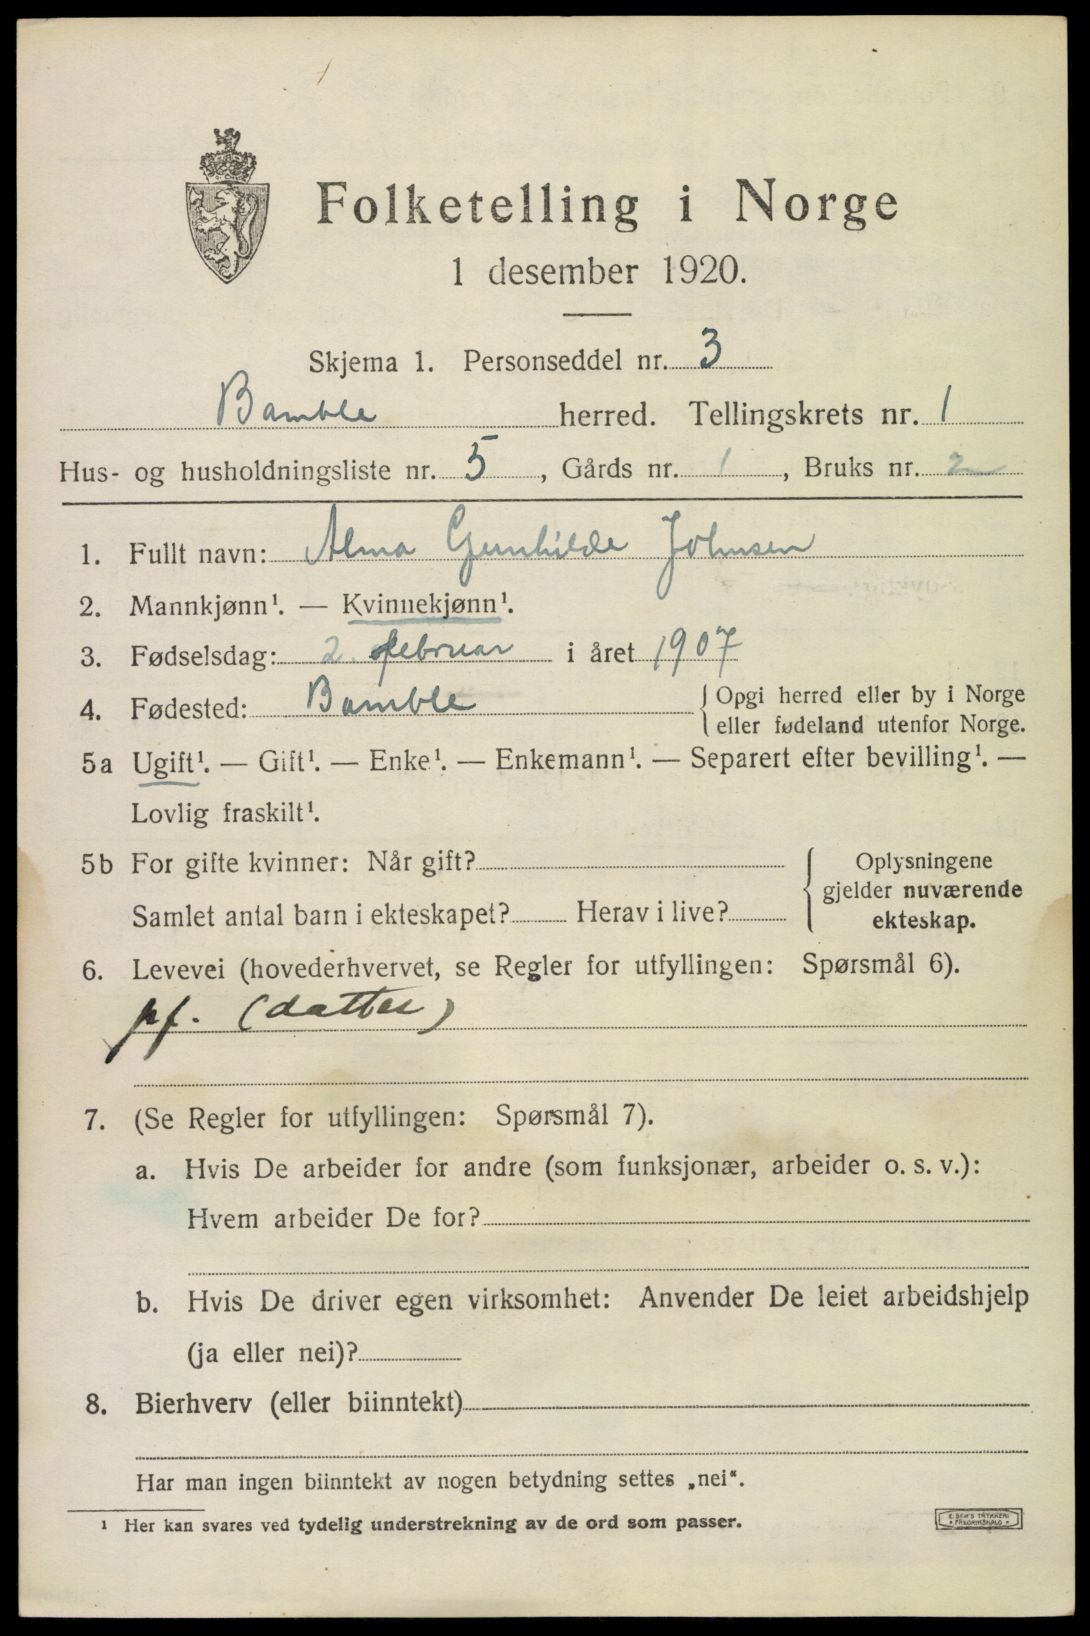 Folketelling i Norge
1 desember 1920.
Skjema 1. Personseddel nr. 3
Bamble herred. Tellingskrets nr. 1
Hus- og husholdningsliste nr. 5, Gårds nr. 1, Bruks nr. 2
1. Fullt navn: Alma Gunhilde Johnsen
2. Mannkjønn¹. — Kvinnekjønn¹.
3. Fødselsdag: 2. februar i året 1907
4. Fødested: Bamble { Opgi herred eller by i Norge
eller fødeland utenfor Norge.
5a Ugift¹. — Gift¹. — Enke¹. — Enkemann¹. — Separert efter bevilling¹. —
Lovlig fraskilt¹.
5b For gifte kvinner: Når gift?
Samlet antal barn i ekteskapet? Herav i live?
{ Oplysningene
gjelder nuværende
ekteskap.
6. Levevei (hovederhvervet, se Regler for utfyllingen: Spørsmål 6).
pf. (datter)
7. (Se Regler for utfyllingen: Spørsmål 7).
a. Hvis De arbeider for andre (som funksjonær, arbeider o. s. v.):
Hvem arbeider De for?
b. Hvis De driver egen virksomhet: Anvender De leiet arbeidshjelp
(ja eller nei)?
8. Bierhverv (eller biinntekt)
Har man ingen biinntekt av nogen betydning settes „nei“.
¹ Her kan svares ved tydelig understrekning av de ord som passer.